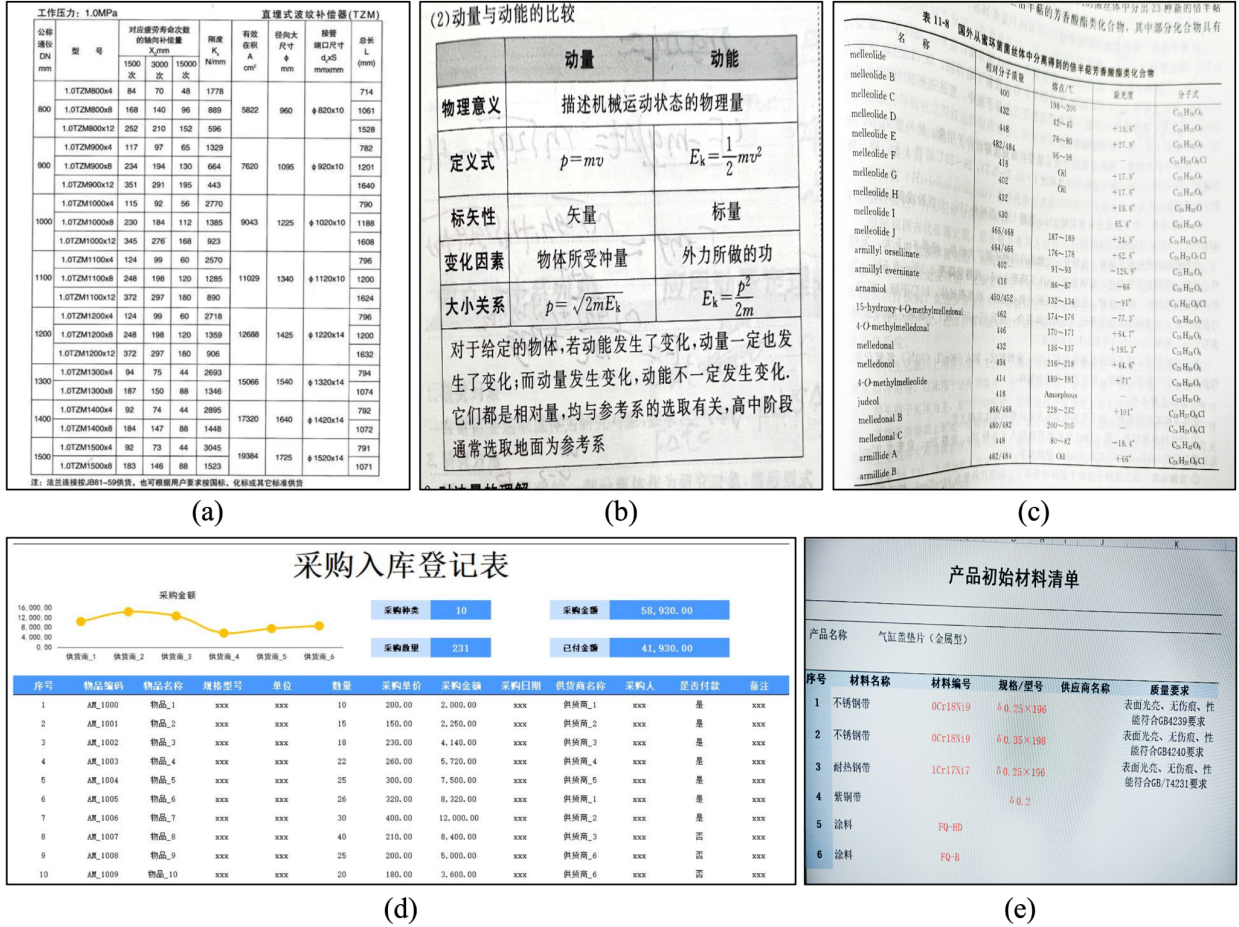 工作压力：1.0MPa 直埋式波纹补偿器(TZM)
公称通径DN mm 型 号 对应疲劳寿命次数的轴向补偿量X₀mm 刚度 Kₓ N/mm 有效在积 A cm² 径向大尺寸 ф mm 接管端口尺寸 d₀xS mmxmm 总长 L (mm)
1500次 3000次 15000次
800 1.0TZM800x4 84 70 48 1778 5822 960 ф820x10 714
1.0TZM800x8 168 140 96 889 1061
1.0TZM800x12 252 210 152 596 1528
900 1.0TZM900x4 117 97 65 1329 7620 1095 ф920x10 782
1.0TZM900x8 234 194 130 664 1201
1.0TZM900x12 351 291 195 443 1640
1000 1.0TZM1000x4 115 92 56 2770 9043 1225 ф1020x10 790
1.0TZM1000x8 230 184 112 1385 1188
1.0TZM1000x12 345 276 168 923 1608
1100 1.0TZM1100x4 124 99 60 2570 11029 1340 ф1120x10 796
1.0TZM1100x8 248 198 120 1285 1200
1.0TZM1100x12 372 297 180 890 1624
1200 1.0TZM1200x4 124 99 60 2718 12688 1425 ф1220x14 796
1.0TZM1200x8 248 198 120 1359 1200
1.0TZM1200x12 372 297 180 906 1632
1300 1.0TZM1300x4 94 75 44 2693 15066 1540 ф1320x14 794
1.0TZM1300x8 187 150 88 1346 1074
1400 1.0TZM1400x4 92 74 44 2895 17320 1640 ф1420x14 792
1.0TZM1400x8 184 147 88 1448 1072
1500 1.0TZM1500x4 92 73 44 3045 19384 1725 ф1520x14 791
1.0TZM1500x8 183 146 88 1523 1071
注：法兰连接按JB81-59供货，也可根据用户要求按国标、化标或其它标准供货
(a)
(2)动量与动能的比较
动量 动能
物理意义 描述机械运动状态的物理量
定义式 p=mv Eₖ=1/2mv²
标矢性 矢量 标量
变化因素 物体所受冲量 外力所做的功
大小关系 p=√2mEₖ Eₖ=p²/2m
对于给定的物体,若动能发生了变化,动量一定也发
生了变化;而动量发生变化,动能不一定发生变化.
它们都是相对量,均与参考系的选取有关,高中阶段
通常选取地面为参考系
(b)
表 11-8 国外从蜜环菌菌丝体中分离得到的倍半萜芳香酸酯类化合物
名 称 相对分子质量 熔点/℃ 旋光度 分子式
melleolide 400 198~200 —
melleolide B 432 42~45 +19.6°
melleolide C 448 78~80 +27.9°
melleolide D 482/484 96~98 —
melleolide E 418 Oil +17.9°
melleolide F 402 Oil +17.6°
melleolide G 432 +19.6°
melleolide H 430 65.4°
melleolide I 466/468 187~189 +24.9°
melleolide J 464/466 176~178 +62.6°
armillyl orsellinate 402 91~93 -126.9°
armillyl everninate 416 86~87 -66
arnamiol 450/452 132~134 -91°
15-hydroxy-4-O-methylmelledonal 462 174~176 -77.3°
4-O-methylmelledonal 446 170~171 +64.7°
melledonal 432 136~137 +195.3°
melledonol 434 216~218 +44.6°
4-O-methylmelleolide 414 189~191 +71°
judeol 418 Amorphous —
melledonal B 466/468 228~232 +101°
melledonal C 480/482 200~205 —
armillide A 448 80~82 -18.4°
armillide B 482/484 Oil +66°
(c)
采购入库登记表
采购金额
16,000.00
12,000.00
8,000.00
4,000.00
0.00
供货商_1 供货商_2 供货商_3 供货商_4 供货商_5 供货商_6
采购种类 10 采购金额 58,930.00
采购数量 231 已付金额 41,930.00
序号 物品编码 物品名称 规格型号 单位 数量 采购单价 采购金额 采购日期 供货商名称 采购人 是否付款 备注
1 AM_1000 物品_1 xxx xxx 10 200.00 2,000.00 xxx 供货商_1 xxx 是 xxx
2 AM_1001 物品_2 xxx xxx 15 150.00 2,250.00 xxx 供货商_2 xxx 是 xxx
3 AM_1002 物品_3 xxx xxx 18 230.00 4,140.00 xxx 供货商_3 xxx 是 xxx
4 AM_1003 物品_4 xxx xxx 22 260.00 5,720.00 xxx 供货商_4 xxx 是 xxx
5 AM_1004 物品_5 xxx xxx 25 300.00 7,500.00 xxx 供货商_5 xxx 是 xxx
6 AM_1005 物品_6 xxx xxx 26 320.00 8,320.00 xxx 供货商_1 xxx 是 xxx
7 AM_1006 物品_7 xxx xxx 30 400.00 12,000.00 xxx 供货商_2 xxx 是 xxx
8 AM_1007 物品_8 xxx xxx 40 210.00 8,400.00 xxx 供货商_3 xxx 否 xxx
9 AM_1008 物品_9 xxx xxx 25 200.00 5,000.00 xxx 供货商_6 xxx 否 xxx
10 AM_1009 物品_10 xxx xxx 20 180.00 3,600.00 xxx 供货商_6 xxx 否 xxx
(d)
产品初始材料清单
产品名称 气缸盖垫片（金属型）
序号 材料名称 材料编号 规格/型号 供应商名称 质量要求
1 不锈钢带 0Cr18Ni9 δ0.25×196 表面光亮、无伤痕、性
能符合GB4239要求
2 不锈钢带 0Cr18Ni9 δ0.35×198 表面光亮、无伤痕、性
能符合GB4240要求
3 耐热钢带 1Cr17Ni7 δ0.25×196 表面光亮、无伤痕、性
能符合GB/T4231要求
4 紫铜带 δ0.2
5 涂料 FQ-HD
6 涂料 FQ-B
(e)